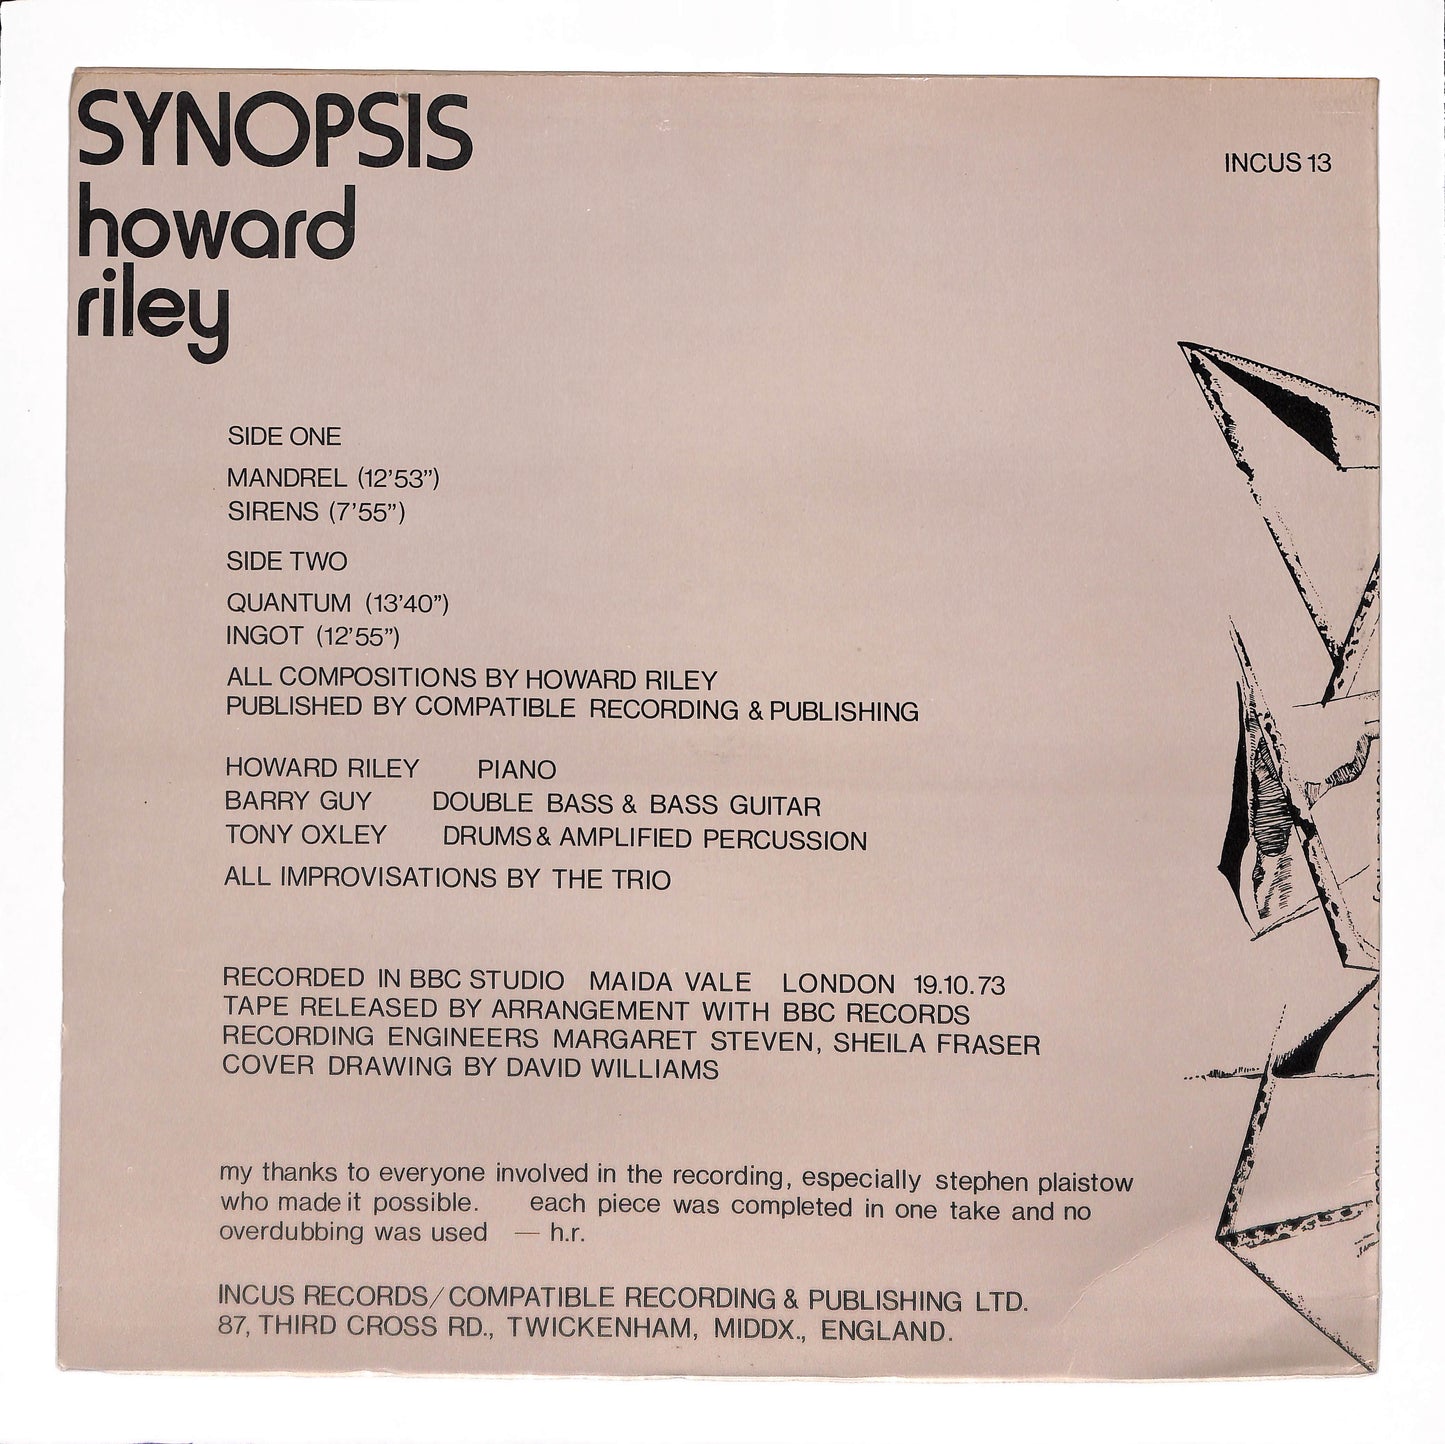 SYNOPSIS
howard
riley
INCUS 13
SIDE ONE
MANDREL (12'53”)
SIRENS (7'55”)
SIDE TWO
QUANTUM (13'40”)
INGOT (12'55”)
ALL COMPOSITIONS BY HOWARD RILEY
PUBLISHED BY COMPATIBLE RECORDING & PUBLISHING
HOWARD RILEY PIANO
BARRY GUY DOUBLE BASS & BASS GUITAR
TONY OXLEY DRUMS & AMPLIFIED PERCUSSION
ALL IMPROVISATIONS BY THE TRIO
RECORDED IN BBC STUDIO MAIDA VALE LONDON 19.10.73
TAPE RELEASED BY ARRANGEMENT WITH BBC RECORDS
RECORDING ENGINEERS MARGARET STEVEN, SHEILA FRASER
COVER DRAWING BY DAVID WILLIAMS
my thanks to everyone involved in the recording, especially stephen plaistow
who made it possible. each piece was completed in one take and no
overdubbing was used — h.r.
INCUS RECORDS/COMPATIBLE RECORDING & PUBLISHING LTD.
87, THIRD CROSS RD., TWICKENHAM, MIDDX., ENGLAND.